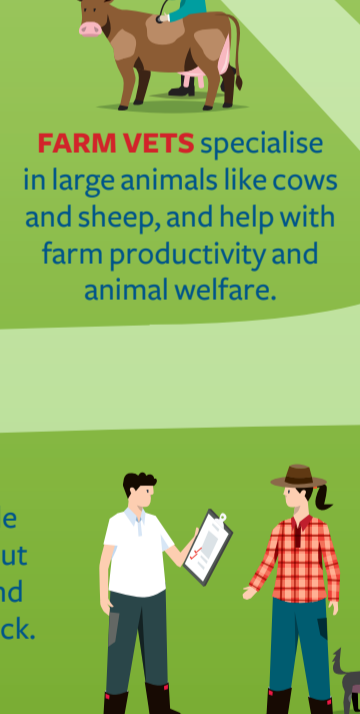 FARM VETS specialise
in large animals like cows
and sheep, and help with
farm productivity and
animal welfare.